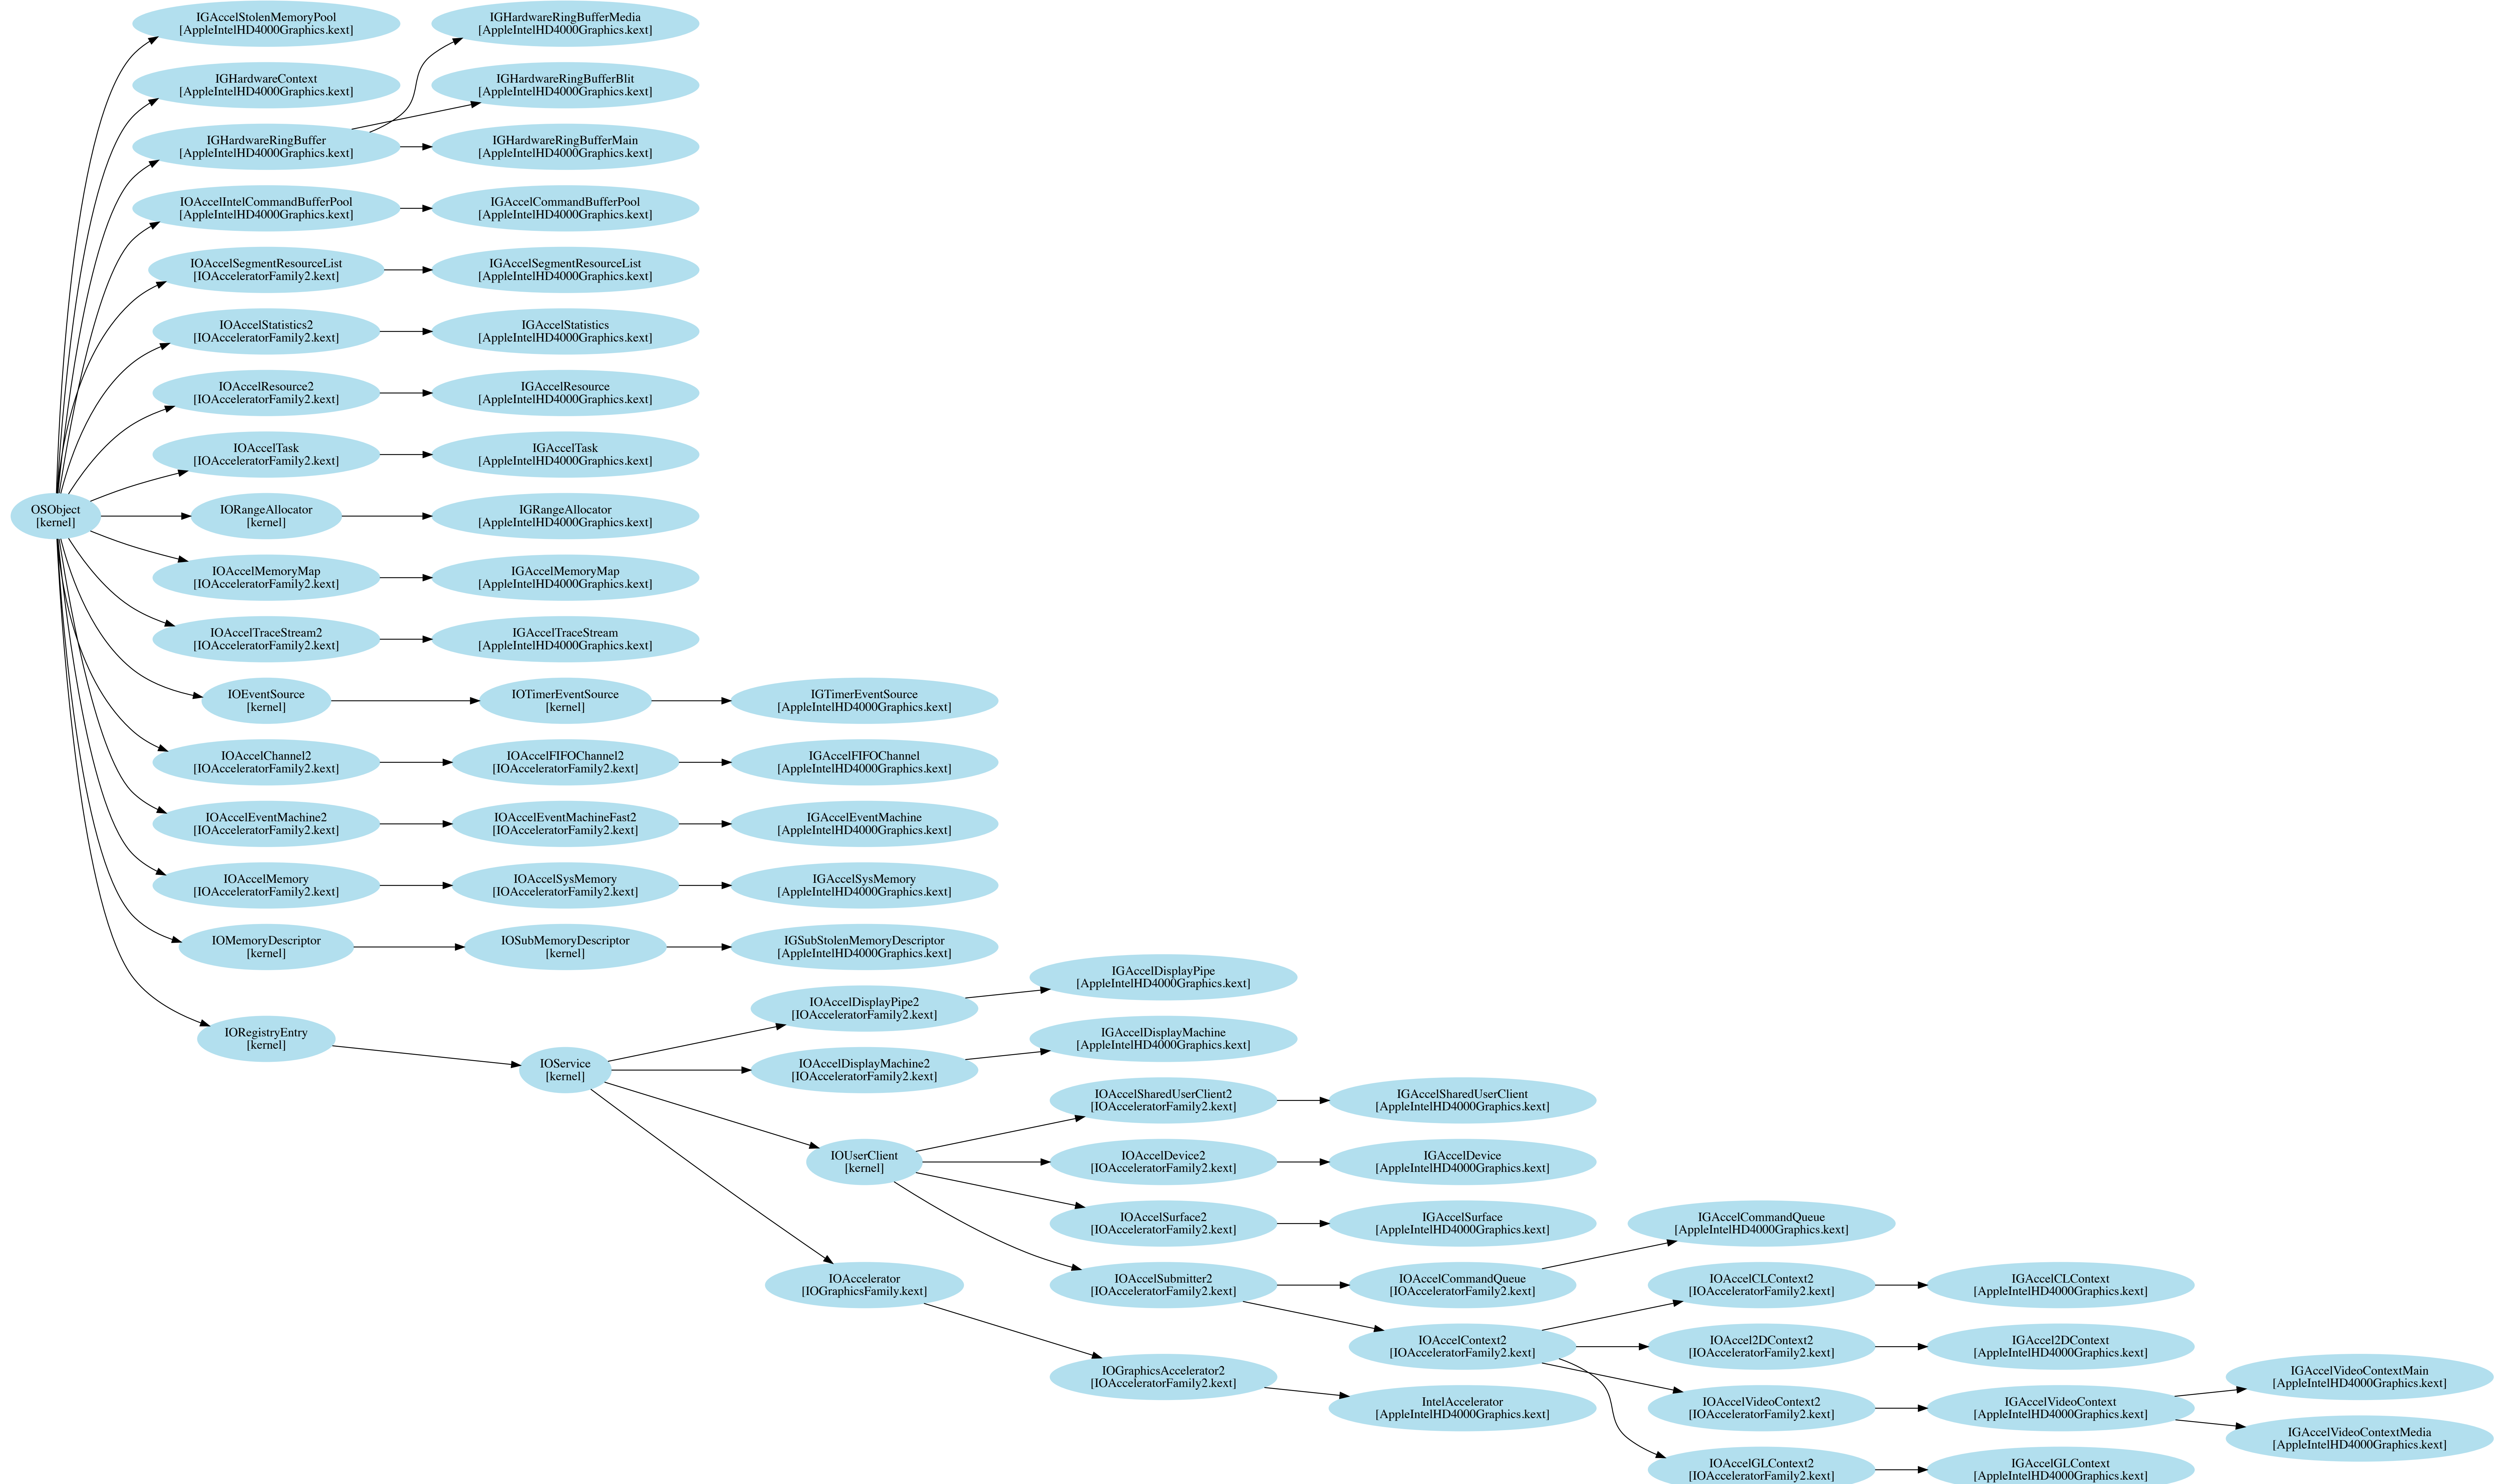 IGAccelStolenMemoryPool
[AppleIntelHD4000Graphics.kext]
IGHardwareRingBufferMedia
[AppleIntelHD4000Graphics.kext]
IGHardwareContext
[AppleIntelHD4000Graphics.kext]
IGHardwareRingBufferBlit
[AppleIntelHD4000Graphics.kext]
IGHardwareRingBuffer
[AppleIntelHD4000Graphics.kext]
IGHardwareRingBufferMain
[AppleIntelHD4000Graphics.kext]
IOAccelIntelCommandBufferPool
[AppleIntelHD4000Graphics.kext]
IGAccelCommandBufferPool
[AppleIntelHD4000Graphics.kext]
IOAccelSegmentResourceList
[IOAcceleratorFamily2.kext]
IGAccelSegmentResourceList
[AppleIntelHD4000Graphics.kext]
IOAccelStatistics2
[IOAcceleratorFamily2.kext]
IGAccelStatistics
[AppleIntelHD4000Graphics.kext]
IOAccelResource2
[IOAcceleratorFamily2.kext]
IGAccelResource
[AppleIntelHD4000Graphics.kext]
IOAccelTask
[IOAcceleratorFamily2.kext]
IGAccelTask
[AppleIntelHD4000Graphics.kext]
OSObject
[kernel]
IORangeAllocator
[kernel]
IGRangeAllocator
[AppleIntelHD4000Graphics.kext]
IOAccelMemoryMap
[IOAcceleratorFamily2.kext]
IGAccelMemoryMap
[AppleIntelHD4000Graphics.kext]
IOAccelTraceStream2
[IOAcceleratorFamily2.kext]
IGAccelTraceStream
[AppleIntelHD4000Graphics.kext]
IOEventSource
[kernel]
IOTimerEventSource
[kernel]
IGTimerEventSource
[AppleIntelHD4000Graphics.kext]
IOAccelChannel2
[IOAcceleratorFamily2.kext]
IOAccelFIFOChannel2
[IOAcceleratorFamily2.kext]
IGAccelFIFOChannel
[AppleIntelHD4000Graphics.kext]
IOAccelEventMachine2
[IOAcceleratorFamily2.kext]
IOAccelEventMachineFast2
[IOAcceleratorFamily2.kext]
IGAccelEventMachine
[AppleIntelHD4000Graphics.kext]
IOAccelMemory
[IOAcceleratorFamily2.kext]
IOAccelSysMemory
[IOAcceleratorFamily2.kext]
IGAccelSysMemory
[AppleIntelHD4000Graphics.kext]
IOMemoryDescriptor
[kernel]
IOSubMemoryDescriptor
[kernel]
IGSubStolenMemoryDescriptor
[AppleIntelHD4000Graphics.kext]
IORegistryEntry
[kernel]
IOService
[kernel]
IOAccelDisplayPipe2
[IOAcceleratorFamily2.kext]
IGAccelDisplayPipe
[AppleIntelHD4000Graphics.kext]
IOAccelDisplayMachine2
[IOAcceleratorFamily2.kext]
IGAccelDisplayMachine
[AppleIntelHD4000Graphics.kext]
IOUserClient
[kernel]
IOAccelSharedUserClient2
[IOAcceleratorFamily2.kext]
IGAccelSharedUserClient
[AppleIntelHD4000Graphics.kext]
IOAccelDevice2
[IOAcceleratorFamily2.kext]
IGAccelDevice
[AppleIntelHD4000Graphics.kext]
IOAccelSurface2
[IOAcceleratorFamily2.kext]
IGAccelSurface
[AppleIntelHD4000Graphics.kext]
IOAccelSubmitter2
[IOAcceleratorFamily2.kext]
IOAccelCommandQueue
[IOAcceleratorFamily2.kext]
IGAccelCommandQueue
[AppleIntelHD4000Graphics.kext]
IOAccelContext2
[IOAcceleratorFamily2.kext]
IOAccelCLContext2
[IOAcceleratorFamily2.kext]
IGAccelCLContext
[AppleIntelHD4000Graphics.kext]
IOAccel2DContext2
[IOAcceleratorFamily2.kext]
IGAccel2DContext
[AppleIntelHD4000Graphics.kext]
IOAccelVideoContext2
[IOAcceleratorFamily2.kext]
IGAccelVideoContext
[AppleIntelHD4000Graphics.kext]
IGAccelVideoContextMain
[AppleIntelHD4000Graphics.kext]
IGAccelVideoContextMedia
[AppleIntelHD4000Graphics.kext]
IOAccelGLContext2
[IOAcceleratorFamily2.kext]
IGAccelGLContext
[AppleIntelHD4000Graphics.kext]
IOAccelerator
[IOGraphicsFamily.kext]
IOGraphicsAccelerator2
[IOAcceleratorFamily2.kext]
IntelAccelerator
[AppleIntelHD4000Graphics.kext]